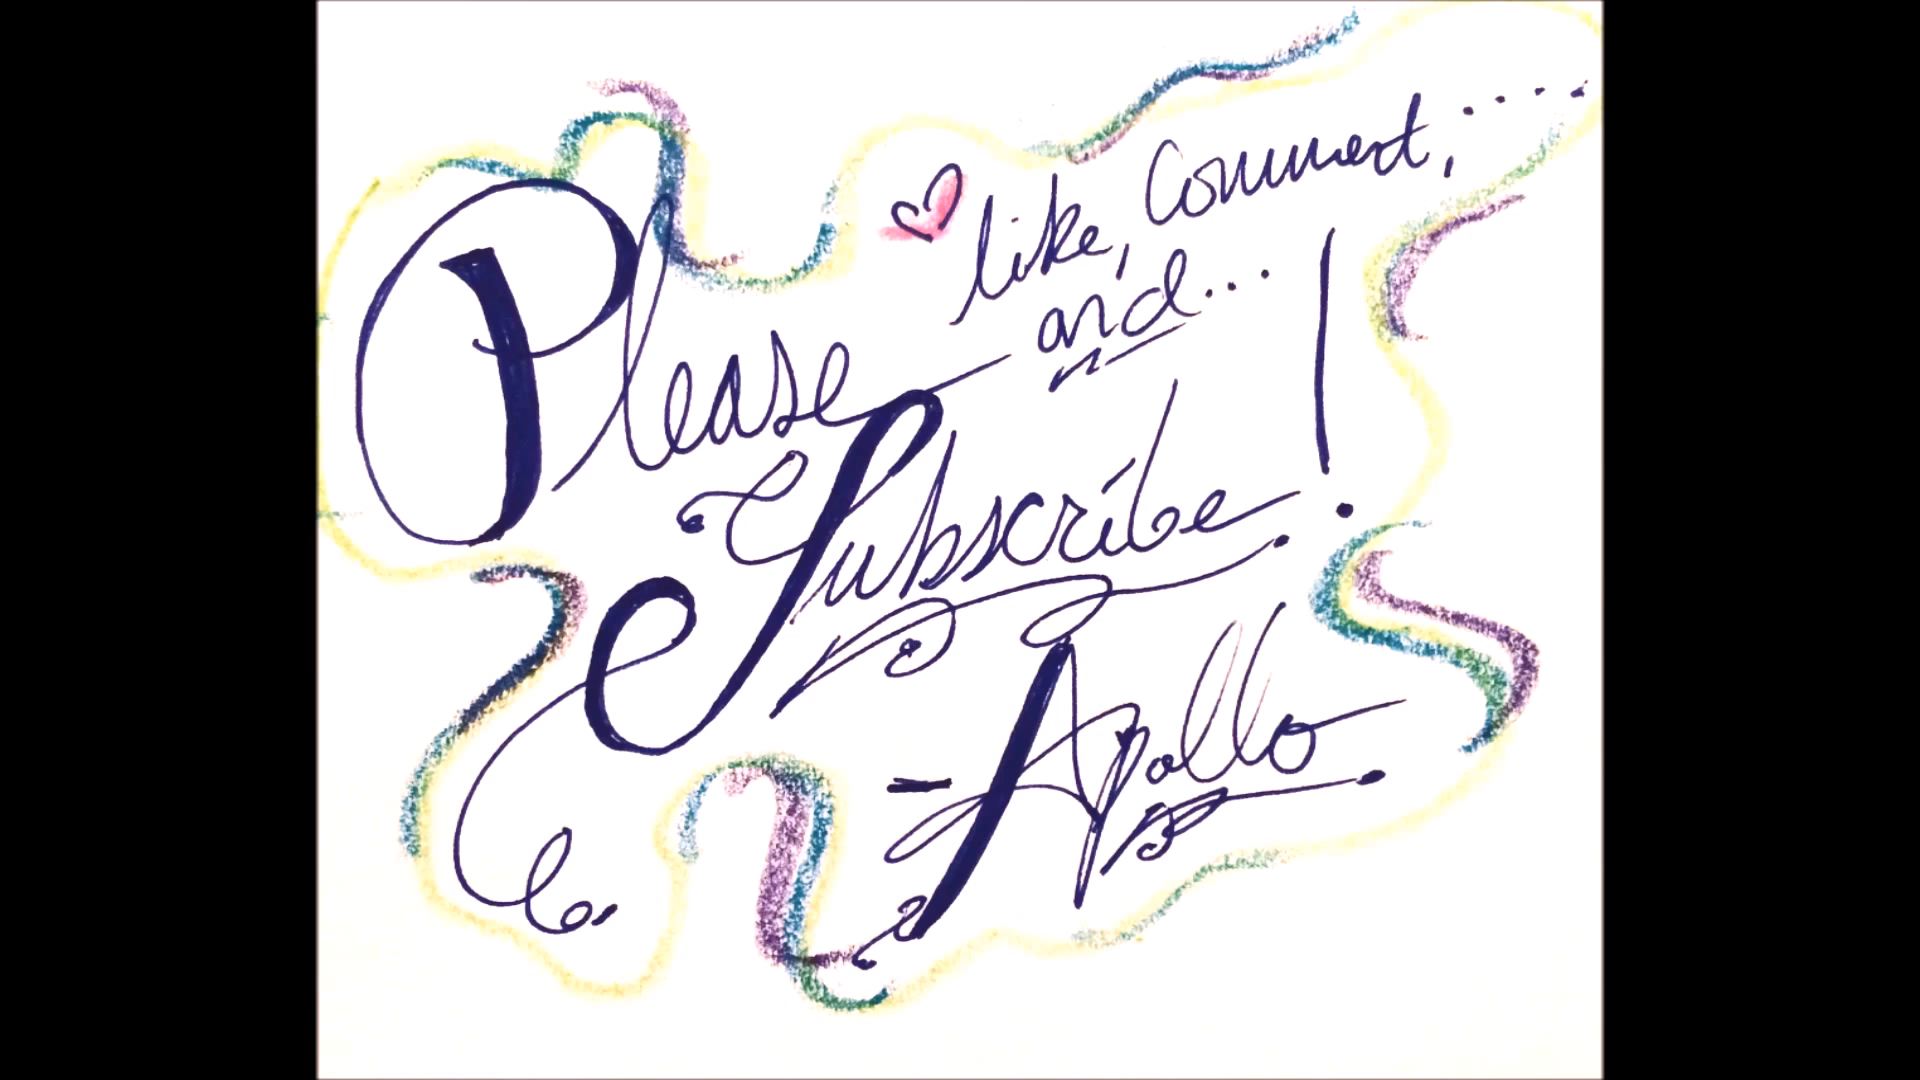 Please
♥ like, Comment, .....
and...
Subscribe!
- Apollo